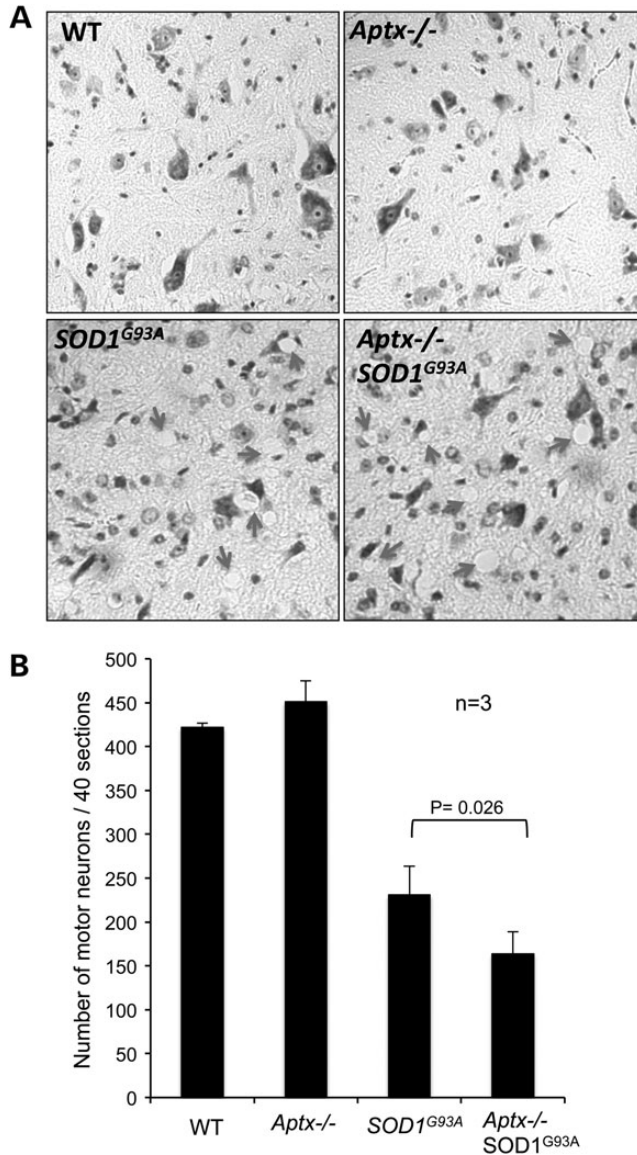 A
WT
Aptx-/-
SOD1G93A
Aptx-/-
SOD1G93A
B
Number of motor neurons / 40 sections
500
450
400
350
300
250
200
150
100
50
0
n=3
P= 0.026
WT
Aptx-/-
SOD1G93A
Aptx-/-
SOD1G93A